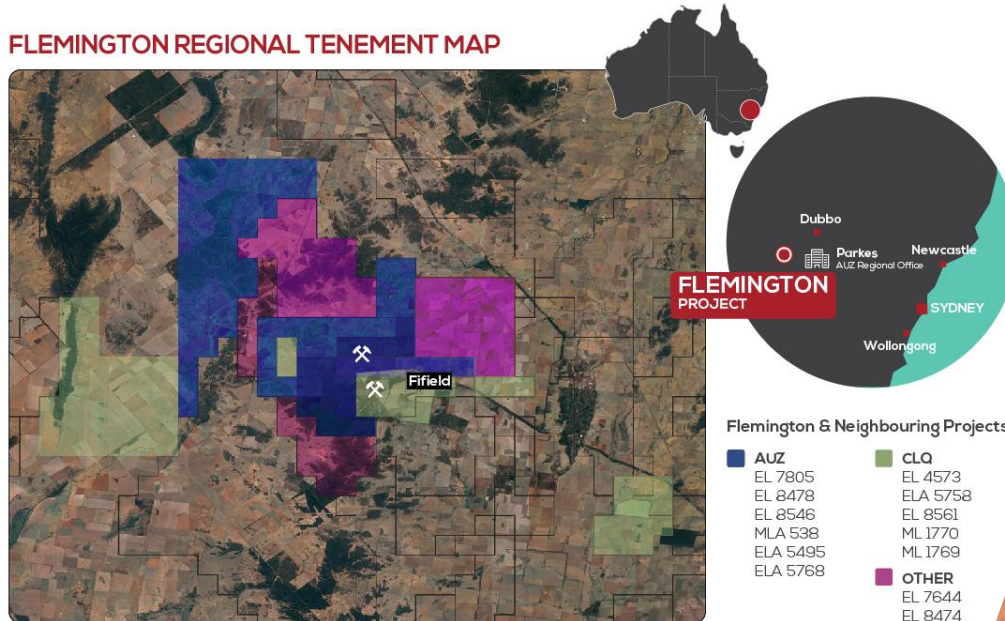 FLEMINGTON REGIONAL TENEMENT MAP
Fifield
Dubbo
Parkes
AUZ Regional Office
Newcastle
FLEMINGTON
PROJECT
SYDNEY
Wollongong
Flemington & Neighbouring Projects
AUZ
EL 7805
EL 8478
EL 8546
MLA 538
ELA 5495
ELA 5768
CLQ
EL 4573
ELA 5758
EL 8561
ML 1770
ML 1769
OTHER
EL 7644
EL 8474